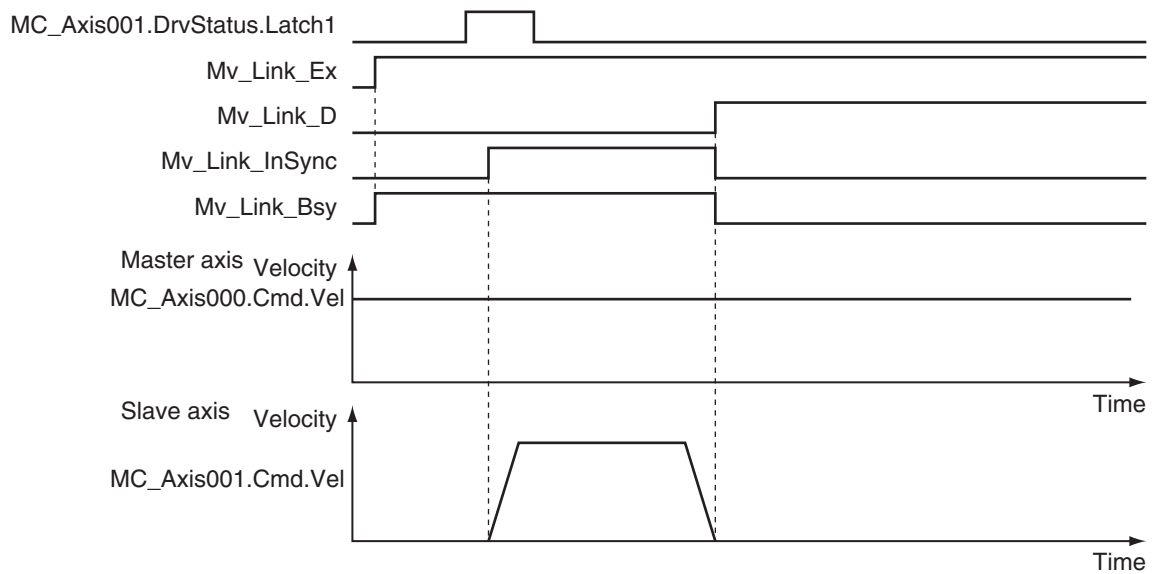 MC_Axis001.DrvStatus.Latch1
Mv_Link_Ex
Mv_Link_D
Mv_Link_InSync
Mv_Link_Bsy
Master axis Velocity
MC_Axis000.Cmd.Vel
Time
Slave axis Velocity
MC_Axis001.Cmd.Vel
Time